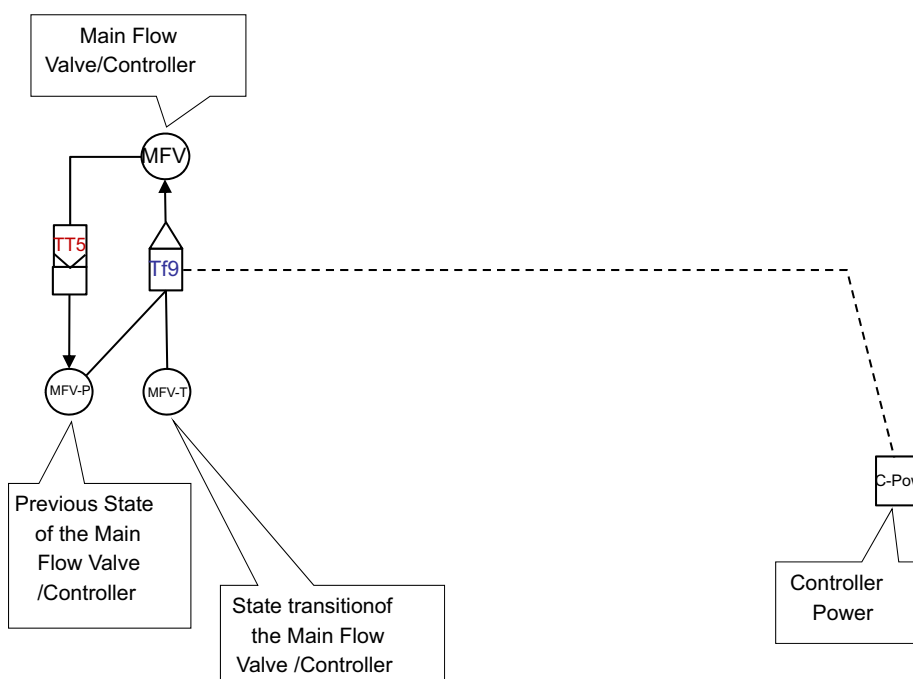 Main Flow
Valve/Controller
MFV
TT5
Tf9
MFV-P
MFV-T
C-Pow
Previous State
of the Main
Flow Valve
/Controller
State transitionof
the Main Flow
Valve /Controller
Controller
Power